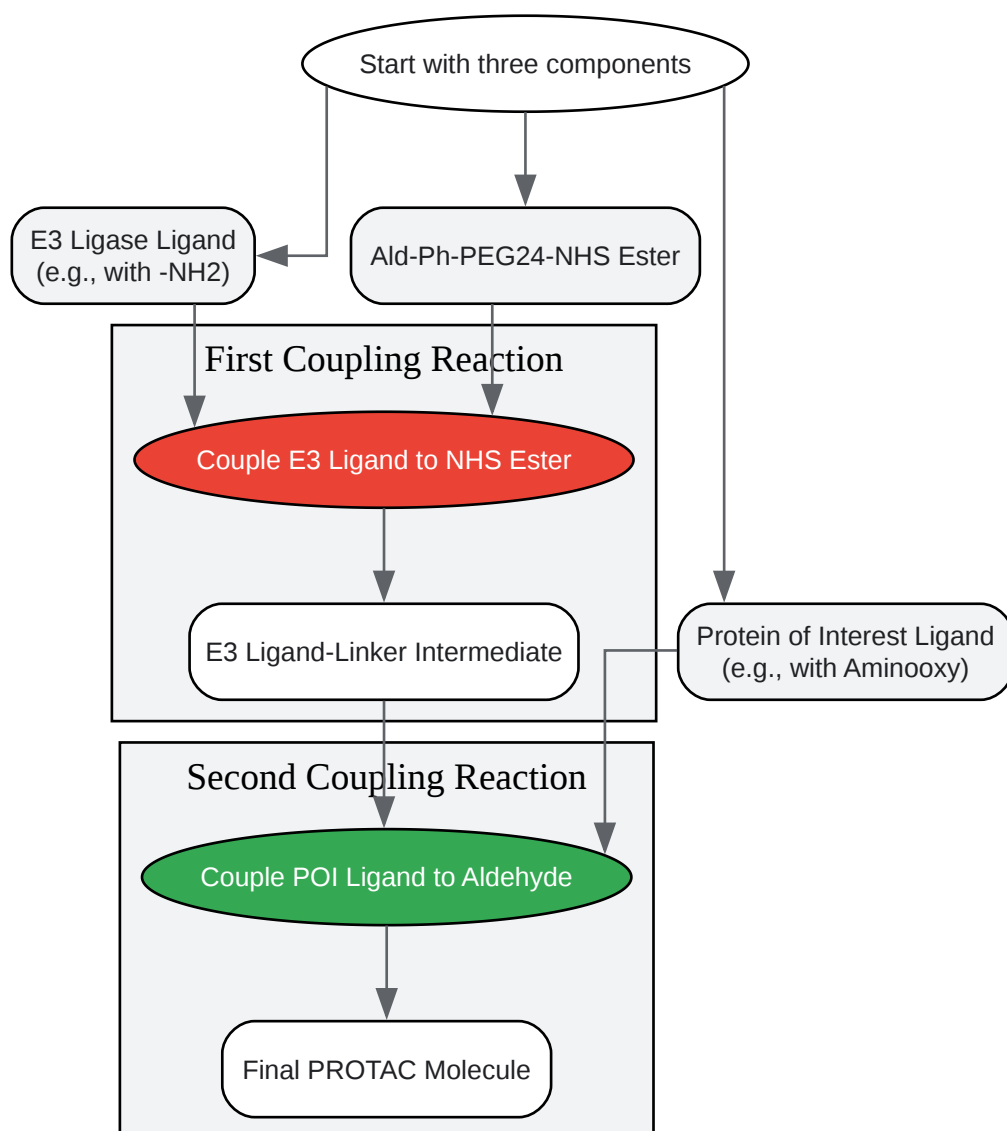 Start with three components
E3 Ligase Ligand
(e.g., with -NH2)
Ald-Ph-PEG24-NHS Ester
First Coupling Reaction
Couple E3 Ligand to NHS Ester
E3 Ligand-Linker Intermediate
Protein of Interest Ligand
(e.g., with Aminooxy)
Second Coupling Reaction
Couple POI Ligand to Aldehyde
Final PROTAC Molecule